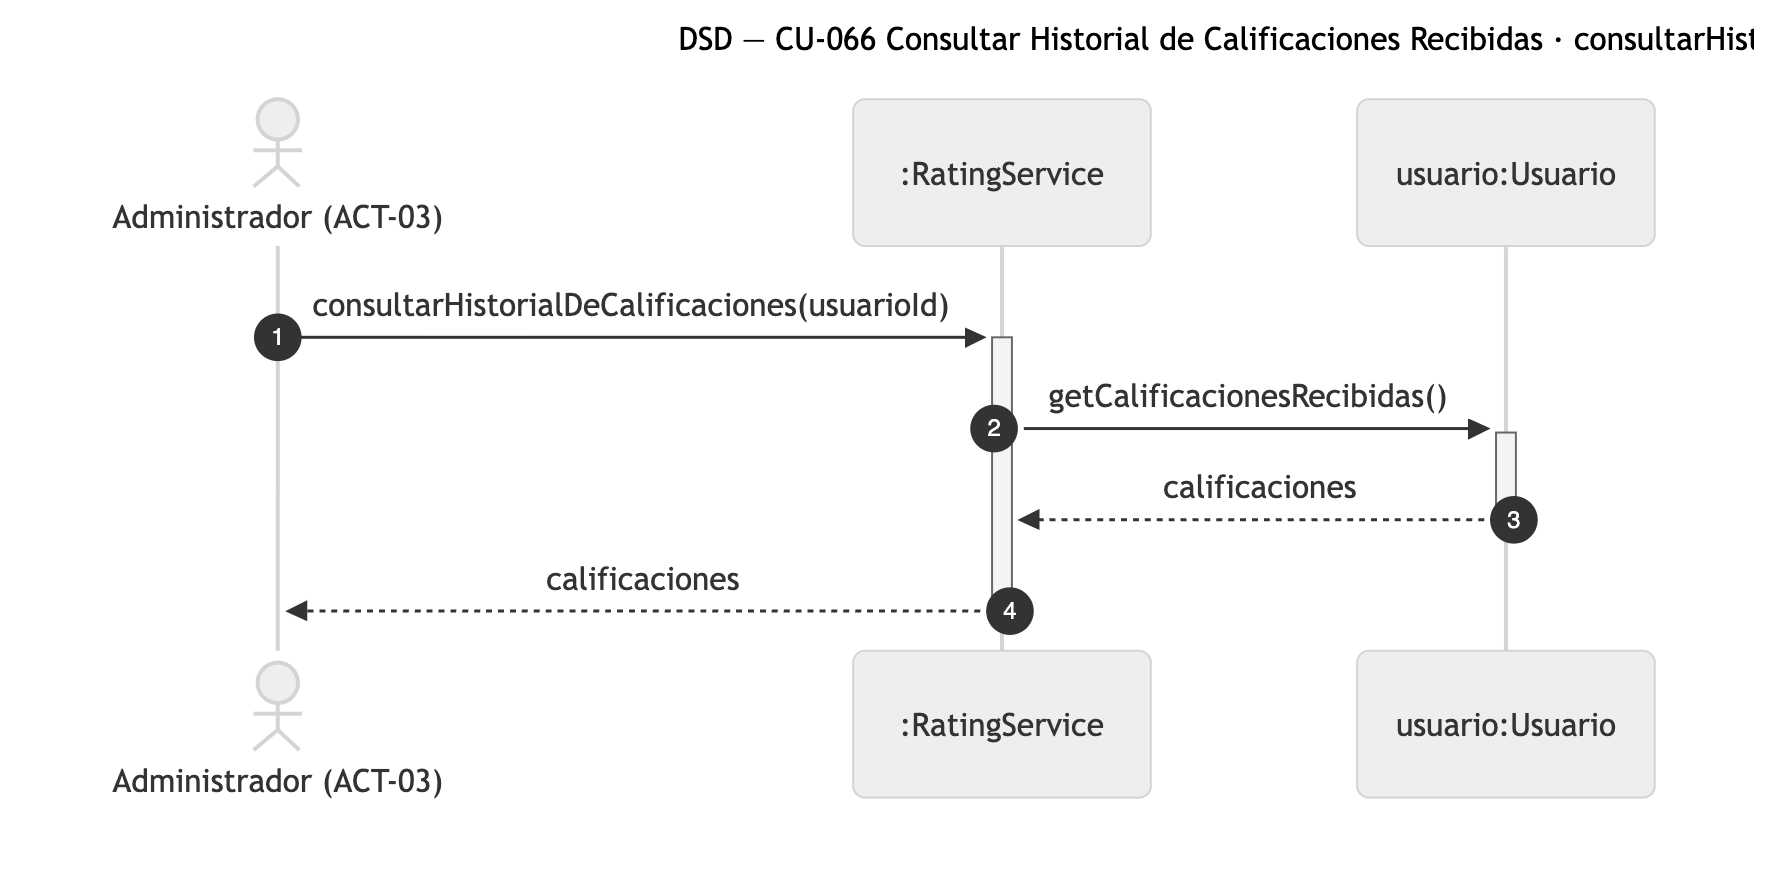 DSD — CU-066 Consultar Historial de Calificaciones Recibidas · consultarHist
Administrador (ACT-03)
:RatingService
usuario:Usuario
consultarHistorialDeCalificaciones(usuarioId)
1
getCalificacionesRecibidas()
2
calificaciones
3
calificaciones
4
Administrador (ACT-03)
:RatingService
usuario:Usuario